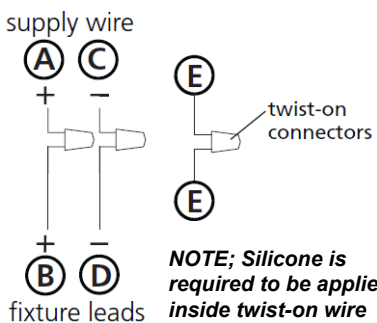 supply wire
A C
+ −
E
twist-on
connectors
E
+ −
B D
fixture leads
NOTE; Silicone is
required to be applie
inside twist-on wire